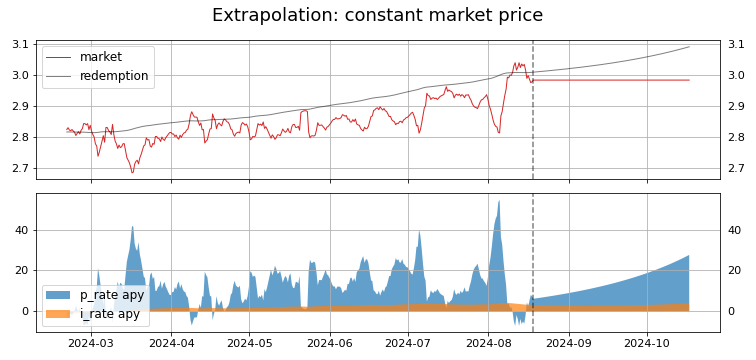 Extrapolation: constant market price
3.1 3.1
market
redemption
3.0 3.0
2.9 2.9
2.8 2.8
2.7 2.7
40 40
20 20
p_rate apy
i_rate apy
0 0
2024-03 2024-04 2024-05 2024-06 2024-07 2024-08 2024-09 2024-10